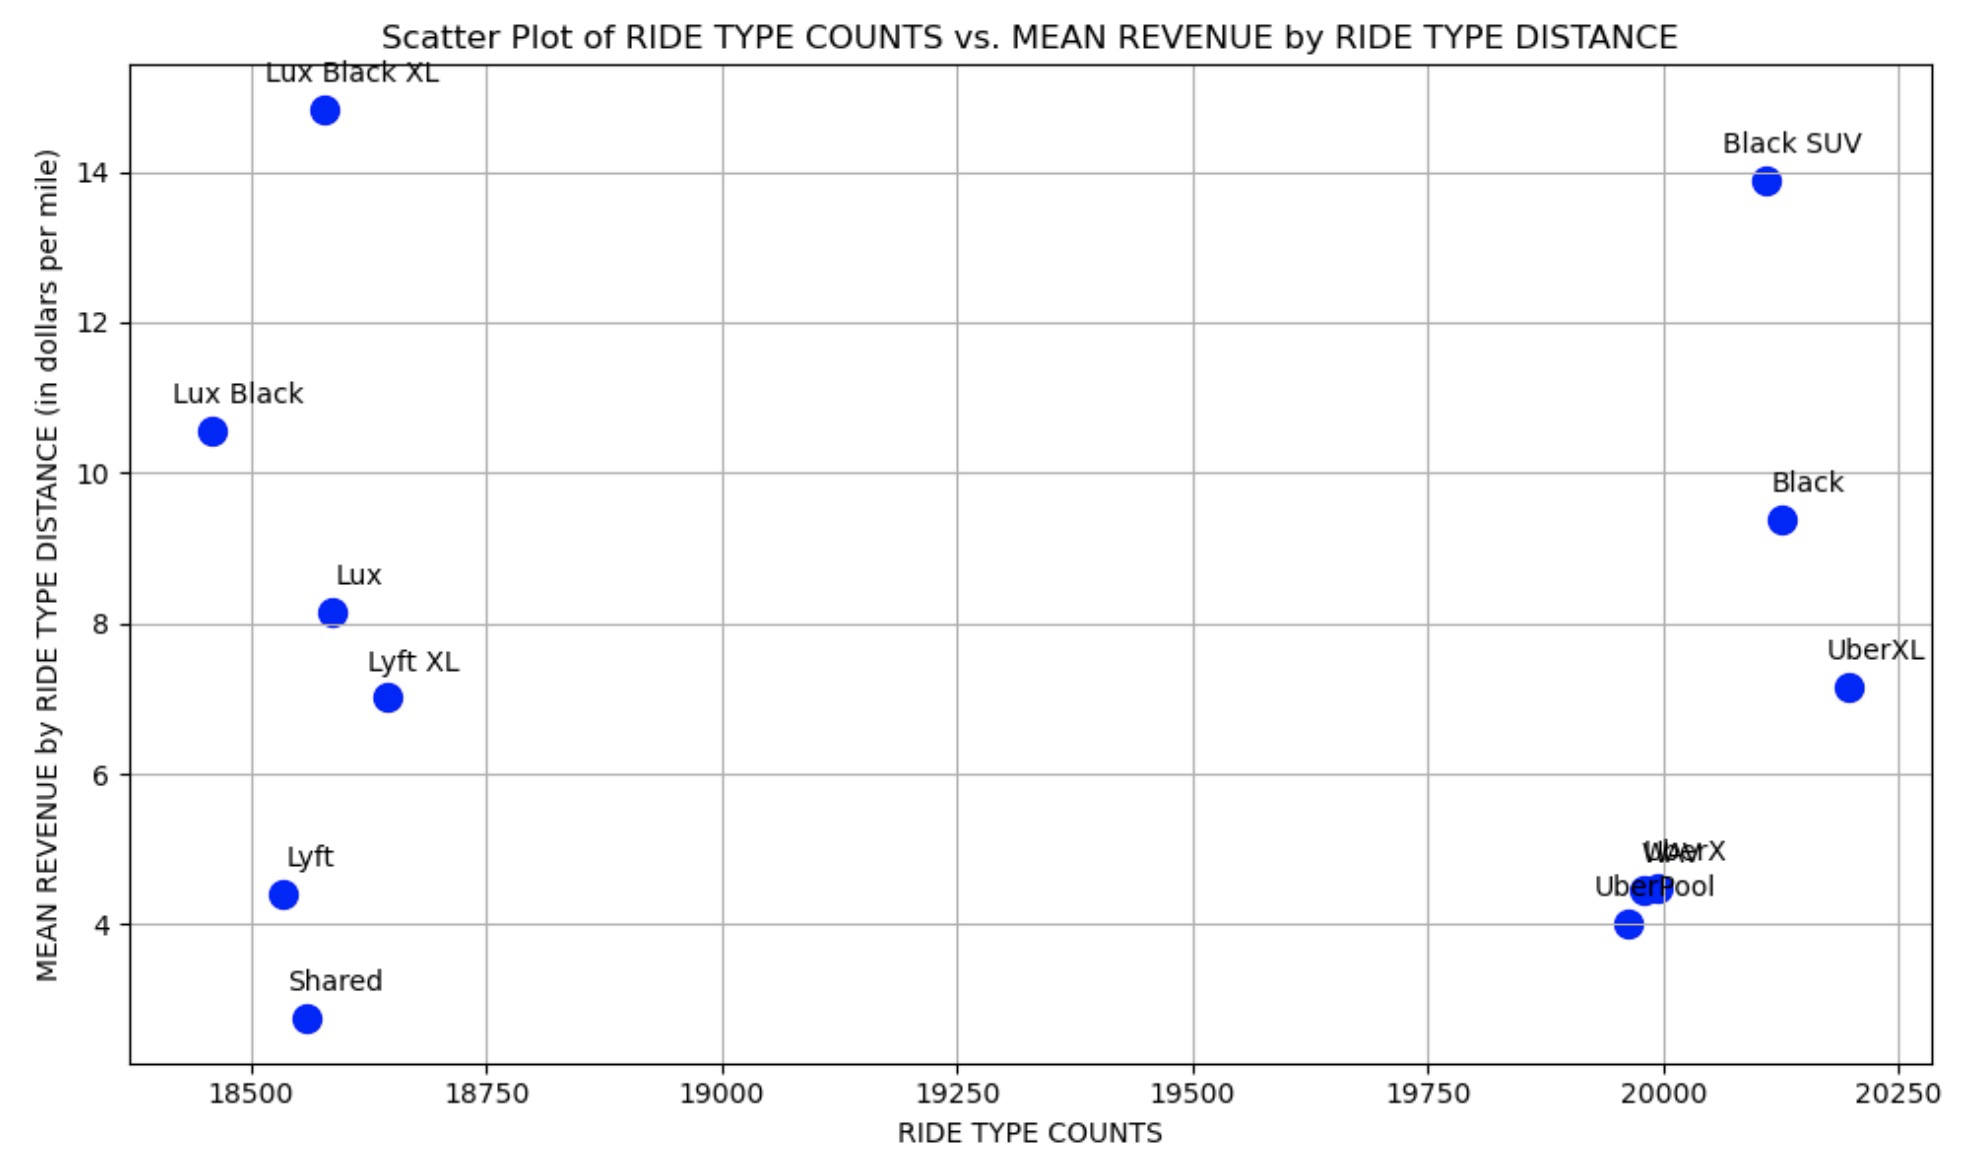 Scatter Plot of RIDE TYPE COUNTS vs. MEAN REVENUE by RIDE TYPE DISTANCE
MEAN REVENUE by RIDE TYPE DISTANCE (in dollars per mile)
Lux Black XL
Black SUV
14
12
Lux Black
10
Black
Lux
8
Lyft XL
UberXL
6
Lyft
WAV
UberX
UberPool
4
Shared
18500
18750
19000
19250
19500
19750
20000
20250
RIDE TYPE COUNTS